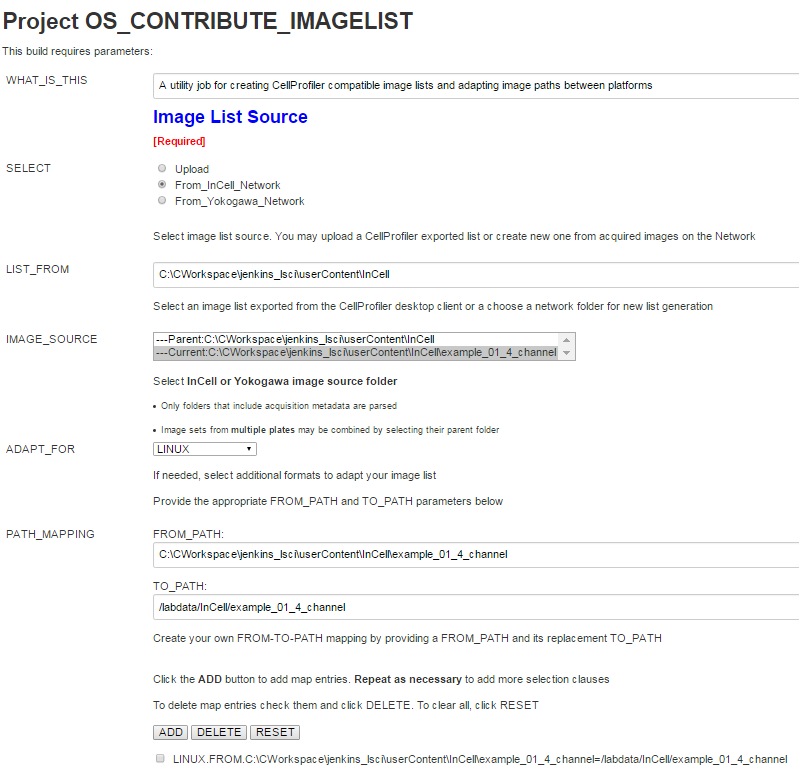 Project OS_CONTRIBUTE_IMAGELIST
This build requires parameters:
WHAT_IS_THIS
A utility job for creating CellProfiler compatible image lists and adapting image paths between platforms
Image List Source
[Required]
SELECT
Upload
From_InCell_Network
From_Yokogawa_Network
Select image list source. You may upload a CellProfiler exported list or create new one from acquired images on the Network
LIST_FROM
C:\CWorkspace\jenkins_lsci\userContent\InCell
Select an image list exported from the CellProfiler desktop client or a choose a network folder for new list generation
IMAGE_SOURCE
---Parent:C:\CWorkspace\jenkins_lsci\userContent\InCell
---Current:C:\CWorkspace\jenkins_lsci\userContent\InCell\example_01_4_channel
Select InCell or Yokogawa image source folder
• Only folders that include acquisition metadata are parsed
• Image sets from multiple plates may be combined by selecting their parent folder
ADAPT_FOR
LINUX
If needed, select additional formats to adapt your image list
Provide the appropriate FROM_PATH and TO_PATH parameters below
PATH_MAPPING
FROM_PATH:
C:\CWorkspace\jenkins_lsci\userContent\InCell\example_01_4_channel
TO_PATH:
/labdata/InCell/example_01_4_channel
Create your own FROM-TO-PATH mapping by providing a FROM_PATH and its replacement TO_PATH
Click the ADD button to add map entries. Repeat as necessary to add more selection clauses
To delete map entries check them and click DELETE. To clear all, click RESET
ADD DELETE RESET
LINUX.FROM.C:\CWorkspace\jenkins_lsci\userContent\InCell\example_01_4_channel=/labdata/InCell/example_01_4_channel